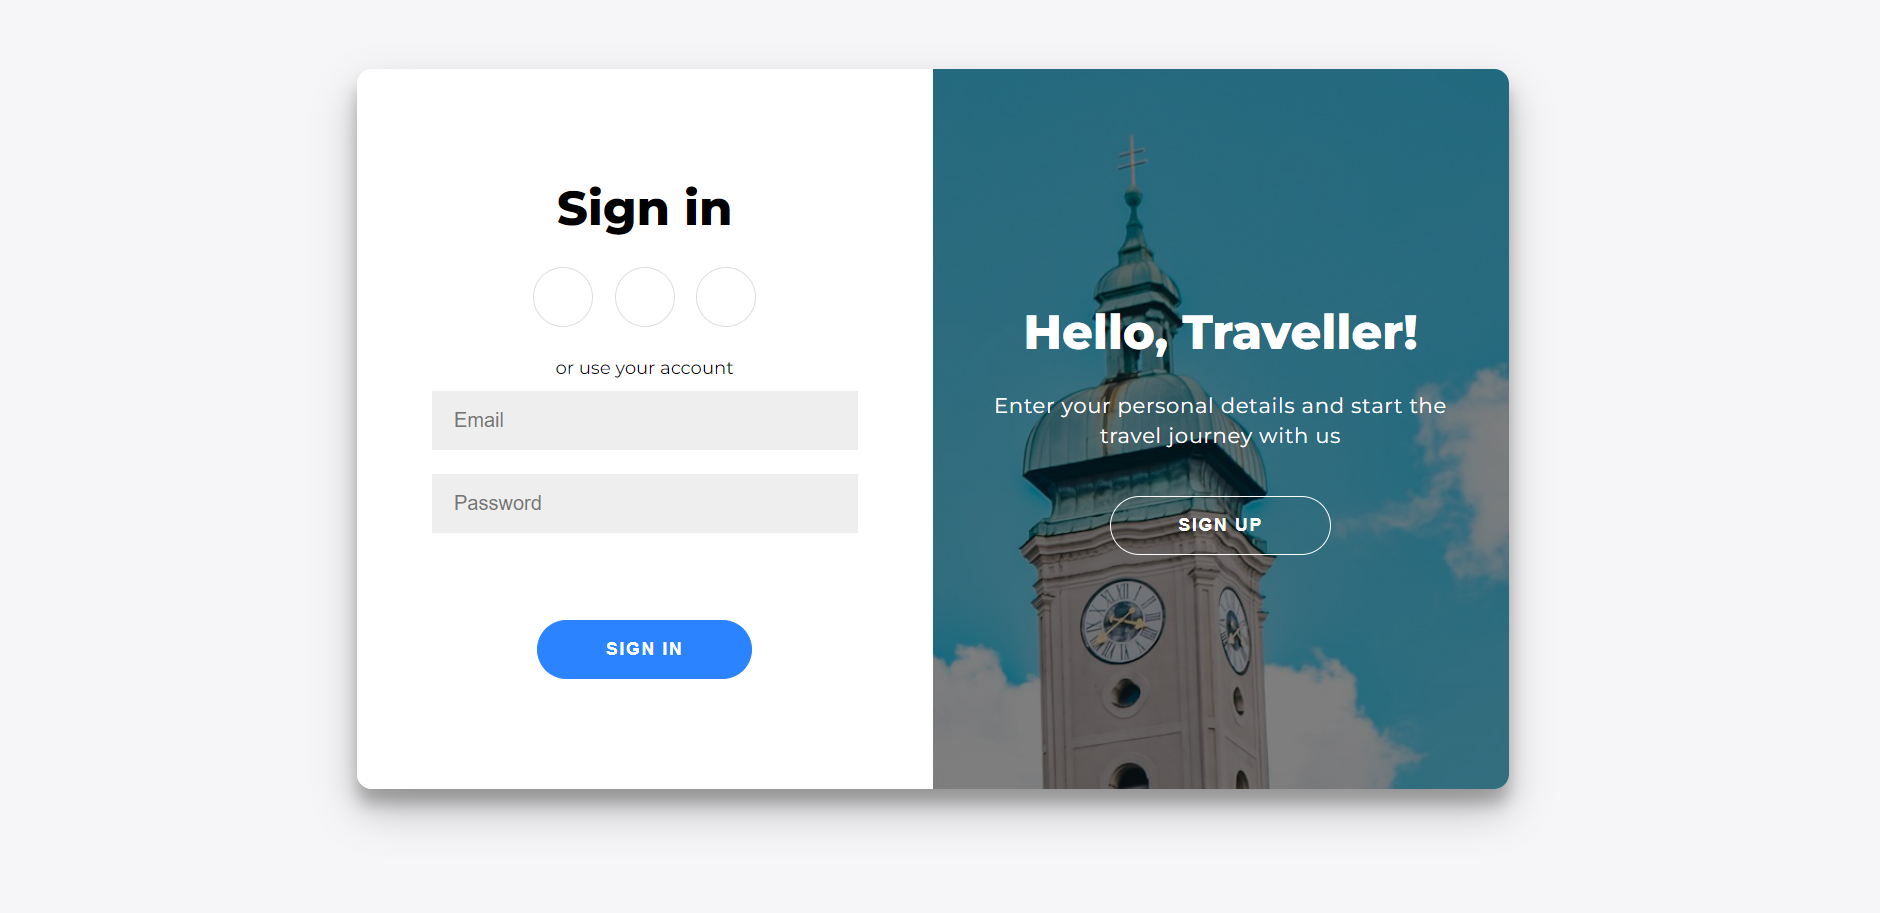 Sign in
or use your account
Email
Password
SIGN IN
Hello, Traveller!
Enter your personal details and start the
travel journey with us
SIGN UP